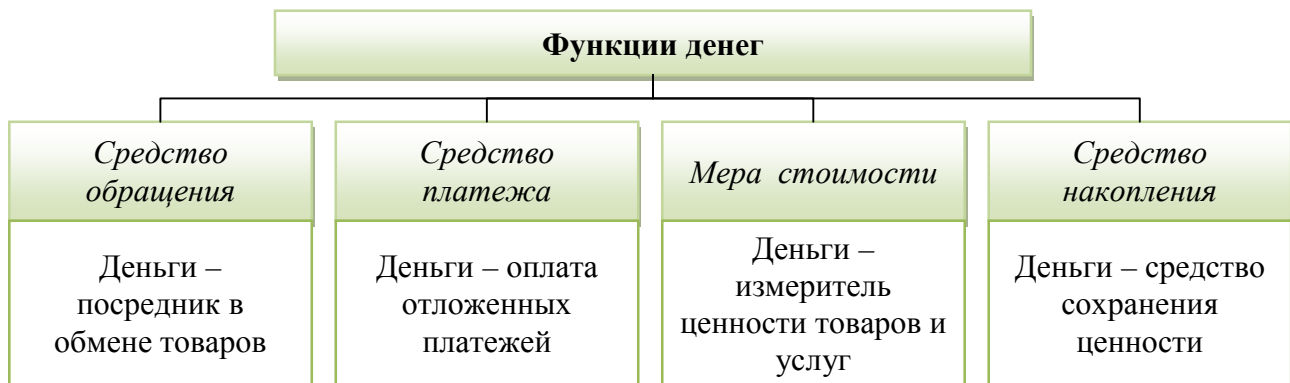 Функции денег
Средство
обращения
Деньги –
посредник в
обмене товаров
Средство
платежа
Деньги – оплата
отложенных
платежей
Мера стоимости
Деньги –
измеритель
ценности товаров и
услуг
Средство
накопления
Деньги – средство
сохранения
ценности